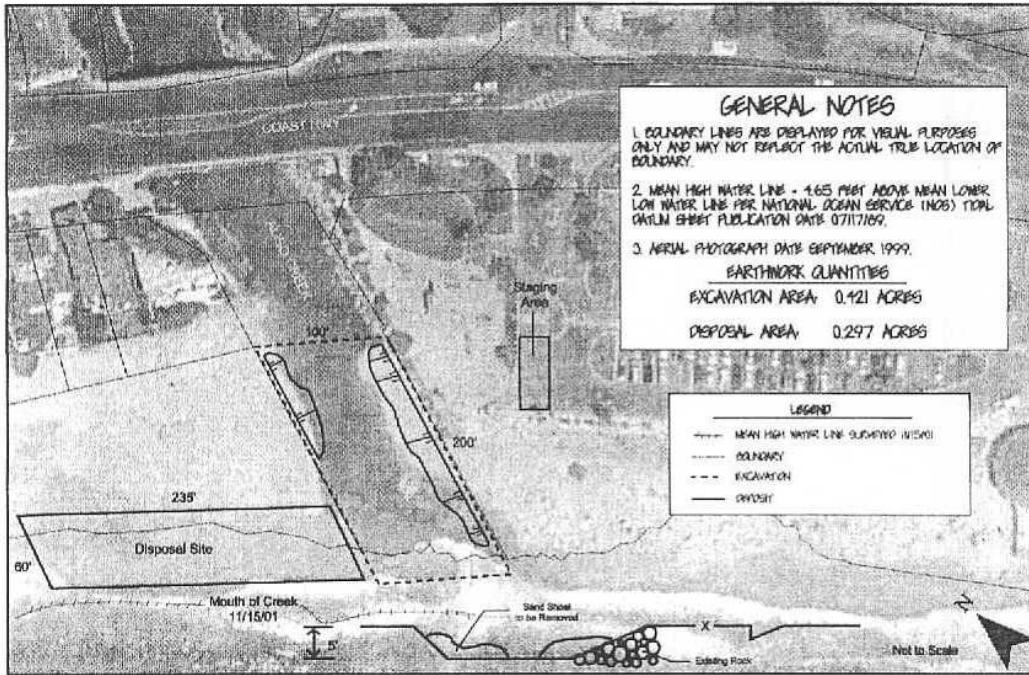 COAST HWY
GENERAL NOTES
1. BOUNDARY LINES ARE DISPLAYED FOR VISUAL PURPOSES
ONLY AND MAY NOT REFLECT THE ACTUAL TRUE LOCATION OF
BOUNDARY.
2. MEAN HIGH WATER LINE - 4.65 FEET ABOVE MEAN LOWER
LOW WATER LINE PER NATIONAL OCEAN SERVICE (NOS) TIDAL
DATUM SHEET PUBLICATION DATE 07/17/89.
3. AERIAL PHOTOGRAPH DATE SEPTEMBER 1999.
EARTHWORK QUANTITIES
EXCAVATION AREA: 0.421 ACRES
DISPOSAL AREA: 0.297 ACRES
Staging
Area
100'
200'
LEGEND
MEAN HIGH WATER LINE SURVEYED 11/15/01
BOUNDARY
EXCAVATION
DEPOSIT
235'
60'
Disposal Site
Mouth of Creek
11/15/01
Sand Shoal
to be Removed
5'
X
Existing Rock
Not to Scale
N